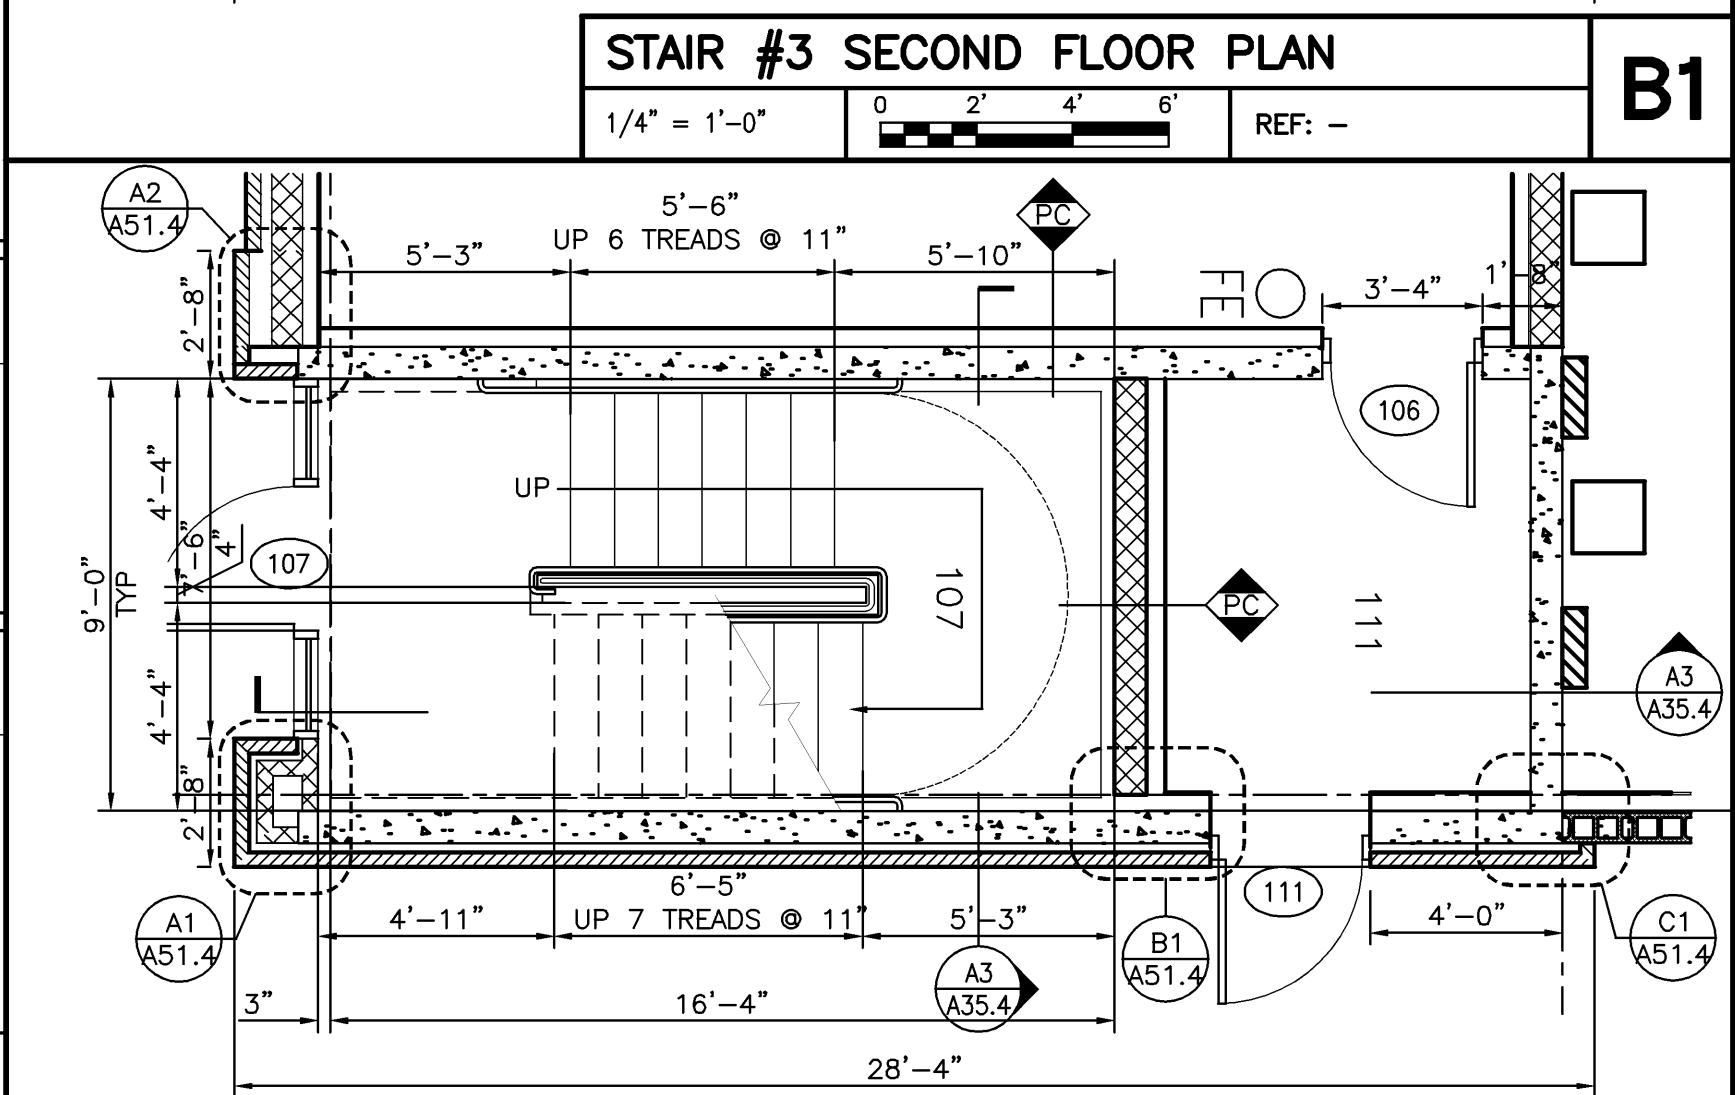 STAIR #3 SECOND FLOOR PLAN
B1
1/4" = 1'-0"
0 2' 4' 6'
REF: -
A2
A51.4
5'-6"
UP 6 TREADS @ 11"
5'-3"
5'-10"
PC
FE
3'-4"
1'-8"
2'-8"
106
4'-4"
UP
7'-6"
4"
107
9'-0"
TYP
107
PC
111
A3
A35.4
4'-4"
2'-8"
111
6'-5"
UP 7 TREADS @ 11"
4'-11"
5'-3"
4'-0"
A1
A51.4
B1
A51.4
C1
A51.4
A3
A35.4
3"
16'-4"
28'-4"